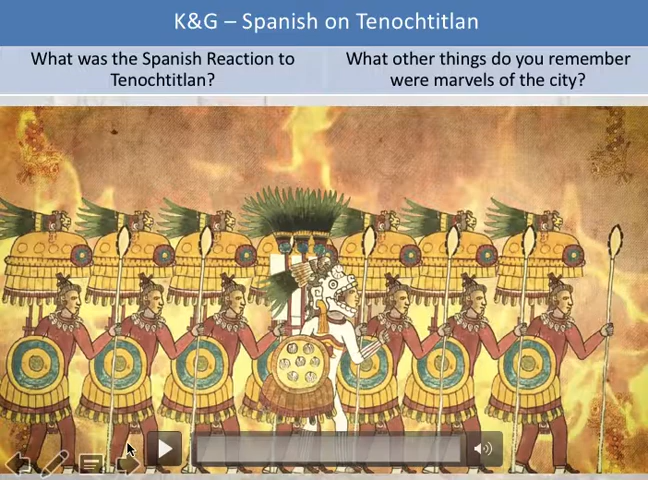 K&G – Spanish on Tenochtitlan
What was the Spanish Reaction to
Tenochtitlan?
What other things do you remember
were marvels of the city?